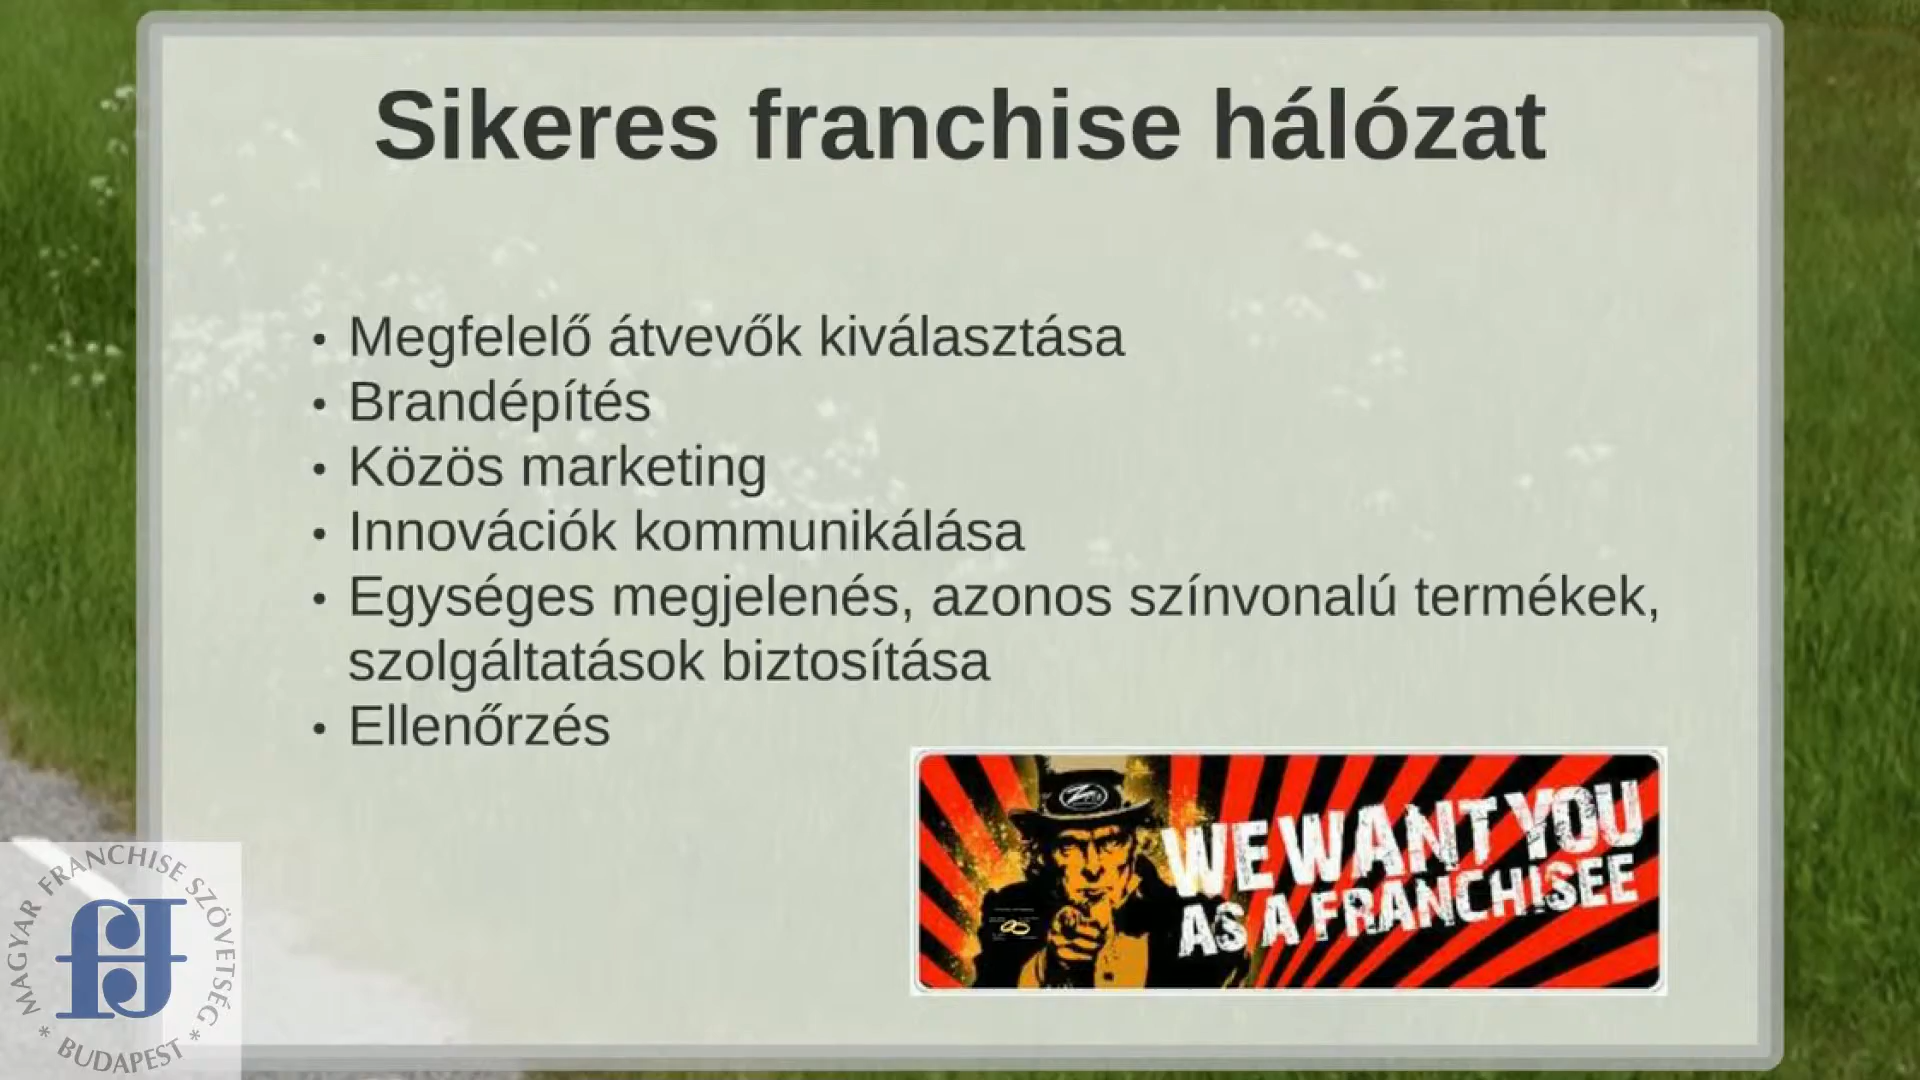 Sikeres franchise hálózat
• Megfelelő átvevők kiválasztása
• Brandépítés
• Közös marketing
• Innovációk kommunikálása
• Egységes megjelenés, azonos színvonalú termékek,
szolgáltatások biztosítása
• Ellenőrzés
WE WANT YOU
AS A FRANCHISEE
MAGYAR FRANCHISE SZÖVETSÉG
* BUDAPEST *